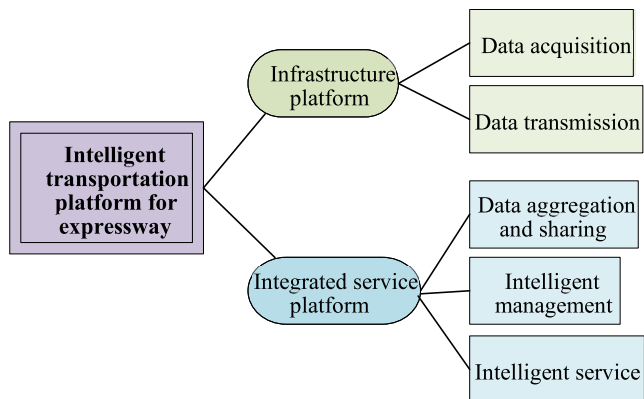 Intelligent
transportation
platform for
expressway
Infrastructure
platform
Data acquisition
Data transmission
Integrated service
platform
Data aggregation
and sharing
Intelligent
management
Intelligent service